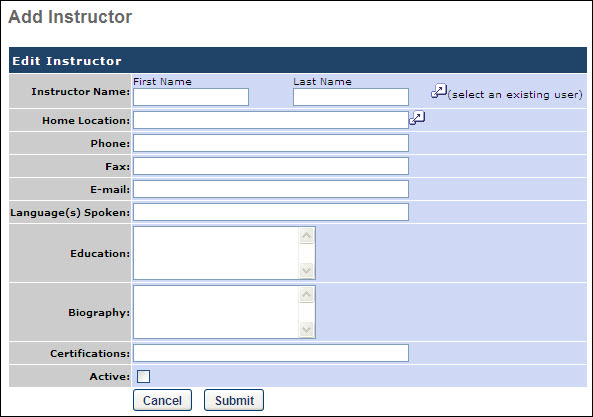 Add Instructor
Edit Instructor
First Name Last Name
Instructor Name: (select an existing user)
Home Location:
Phone:
Fax:
E-mail:
Language(s) Spoken:
Education:
Biography:
Certifications:
Active:
Cancel Submit